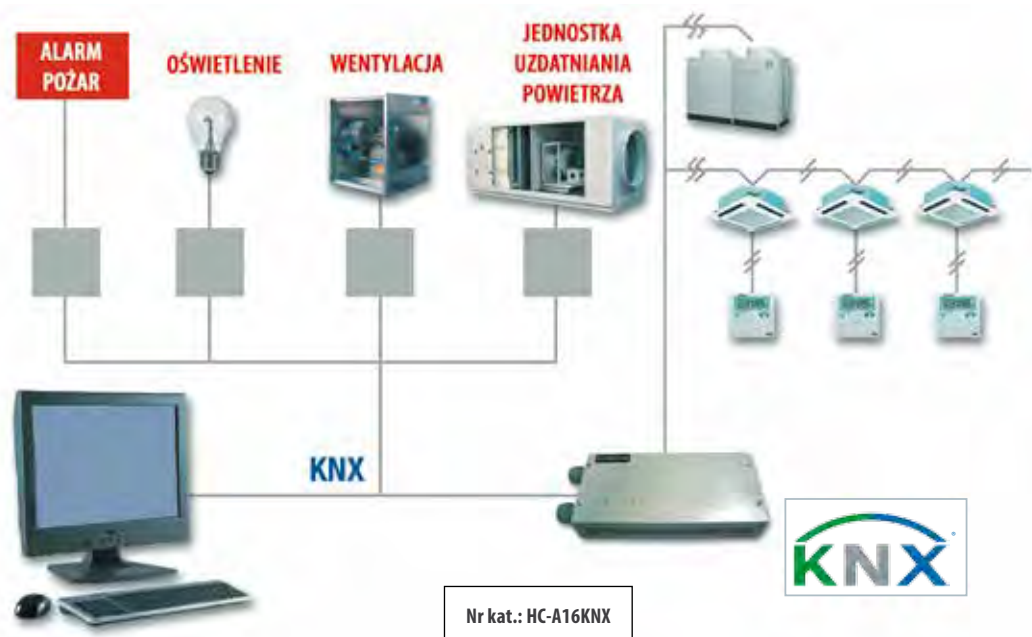 ALARM
POŻAR
OŚWIETLENIE
WENTYLACJA
JEDNOSTKA
UZDATNIANIA
POWIETRZA
KNX
KNX
Nr kat.: HC-A16KNX